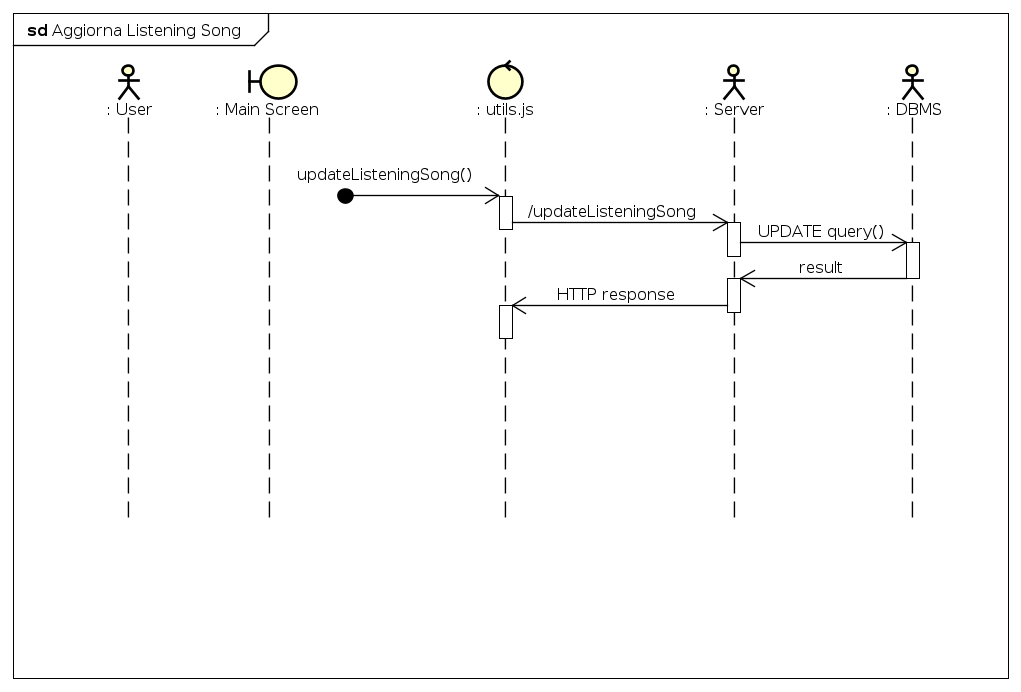 sd Aggiorna Listening Song
: User
: Main Screen
: utils.js
: Server
: DBMS
updateListeningSong()
/updateListeningSong
UPDATE query()
result
HTTP response